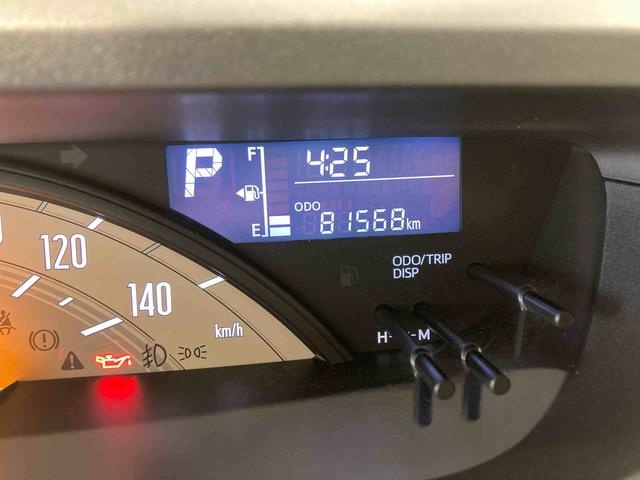 P
F
4:25
ODO
E
81568km
120
140
km/h
ODO/TRIP
DISP
H
M